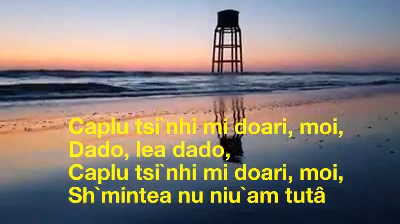 Caplu tsi`nhi mi doari, moi,
Dado, lea dado,
Caplu tsi`nhi mi doari, moi,
Sh`mintea nu niu`am tutâ